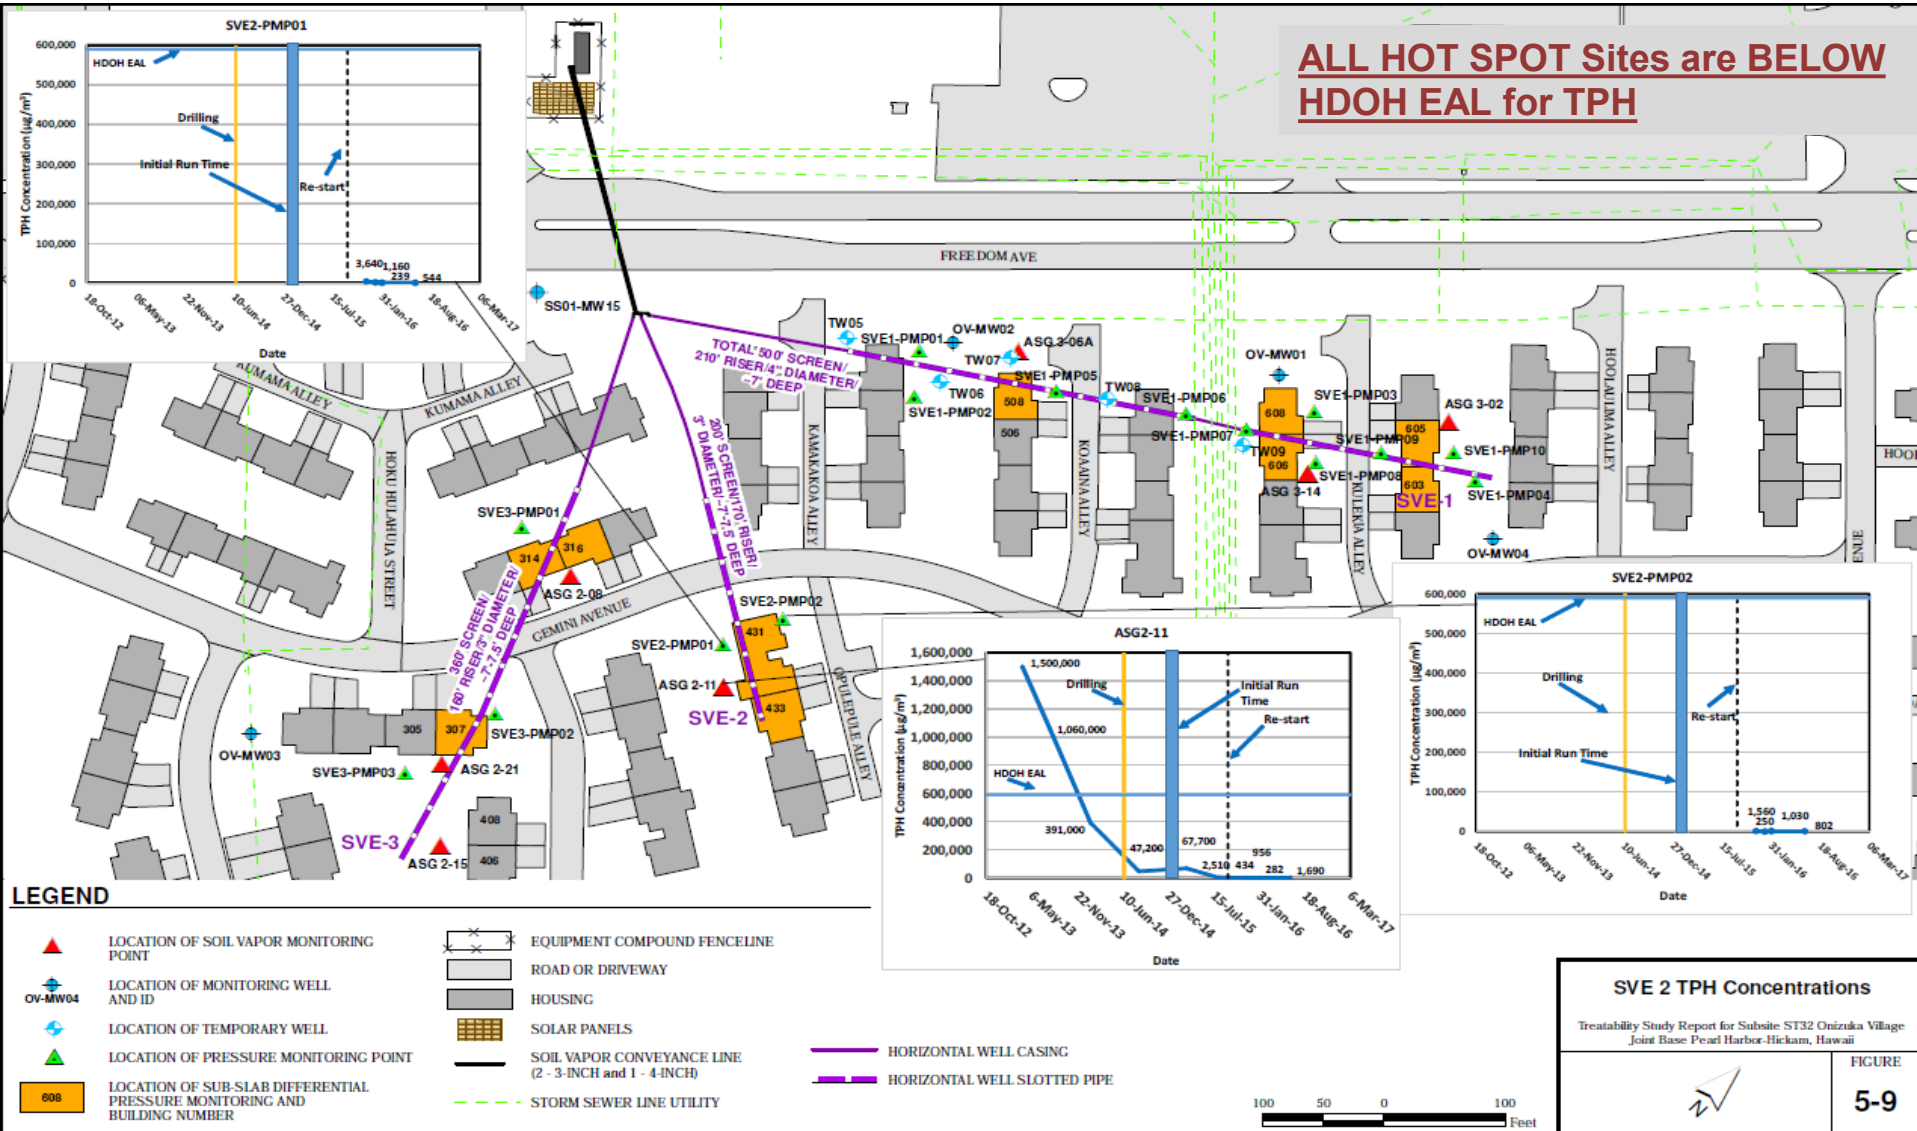 SVE2-PMP01
600,000
500,000
400,000
300,000
200,000
100,000
0
TPH Concentration (µg/m³)
HDOH EAL
Drilling
Initial Run Time
Re-start
3,640
1,160
239
544
18-Oct-12
06-May-13
22-Nov-13
10-Jun-14
27-Dec-14
15-Jul-15
31-Jan-16
18-Aug-16
06-Mar-17
Date
ALL HOT SPOT Sites are BELOW
HDOH EAL for TPH
FREEDOM AVE
SS01-MW15
TW05
SVE1-PMP01
OV-MW02
ASG 3-06A
TW07
SVE1-PMP05
TW06
SVE1-PMP02
TW08
SVE1-PMP06
OV-MW01
SVE1-PMP03
SVE1-PMP07
TW09
ASG 3-14
SVE1-PMP08
SVE1-PMP09
ASG 3-02
SVE1-PMP10
SVE1-PMP04
SVE-1
OV-MW04
508
506
608
606
605
603
TOTAL 500' SCREEN/
210' RISER/4" DIAMETER/
~7' DEEP
200' SCREEN/170' RISER/
3" DIAMETER/~7'-7.5' DEEP
360' SCREEN/
160' RISER/3" DIAMETER/
~7'-7.5' DEEP
KUMAMA ALLEY
KUMAMA ALLEY
HOKU HULAHULA STREET
KAMAKAKOA ALLEY
KOAAINA ALLEY
KULEKIA ALLEY
HOOLAULIMA ALLEY
HOOL
ENUE
GEMINI AVENUE
OPULEPULE ALLEY
SVE3-PMP01
314
316
ASG 2-08
SVE2-PMP02
431
SVE2-PMP01
ASG 2-11
433
SVE-2
OV-MW03
305
307
SVE3-PMP02
ASG 2-21
SVE3-PMP03
SVE-3
408
406
ASG 2-15
ASG2-11
1,600,000
1,400,000
1,200,000
1,000,000
800,000
600,000
400,000
200,000
0
TPH Concentration (µg/m³)
1,500,000
1,060,000
391,000
47,200
67,700
2,510
434
956
282
1,690
HDOH EAL
Drilling
Initial Run
Time
Re-start
18-Oct-12
6-May-13
22-Nov-13
10-Jun-14
27-Dec-14
15-Jul-15
31-Jan-16
18-Aug-16
6-Mar-17
Date
SVE2-PMP02
600,000
500,000
400,000
300,000
200,000
100,000
0
TPH Concentration (µg/m³)
HDOH EAL
Drilling
Re-start
Initial Run Time
1,560
250
1,030
802
18-Oct-12
06-May-13
22-Nov-13
10-Jun-14
27-Dec-14
15-Jul-15
31-Jan-16
18-Aug-16
06-Mar-17
Date
LEGEND
LOCATION OF SOIL VAPOR MONITORING
POINT
OV-MW04
LOCATION OF MONITORING WELL
AND ID
LOCATION OF TEMPORARY WELL
LOCATION OF PRESSURE MONITORING POINT
608
LOCATION OF SUB-SLAB DIFFERENTIAL
PRESSURE MONITORING AND
BUILDING NUMBER
EQUIPMENT COMPOUND FENCELINE
ROAD OR DRIVEWAY
HOUSING
SOLAR PANELS
SOIL VAPOR CONVEYANCE LINE
(2 - 3-INCH and 1 - 4-INCH)
STORM SEWER LINE UTILITY
HORIZONTAL WELL CASING
HORIZONTAL WELL SLOTTED PIPE
100 50 0 100
Feet
SVE 2 TPH Concentrations
Treatability Study Report for Subsite ST32 Onizuka Village
Joint Base Pearl Harbor-Hickam, Hawaii
N
FIGURE
5-9